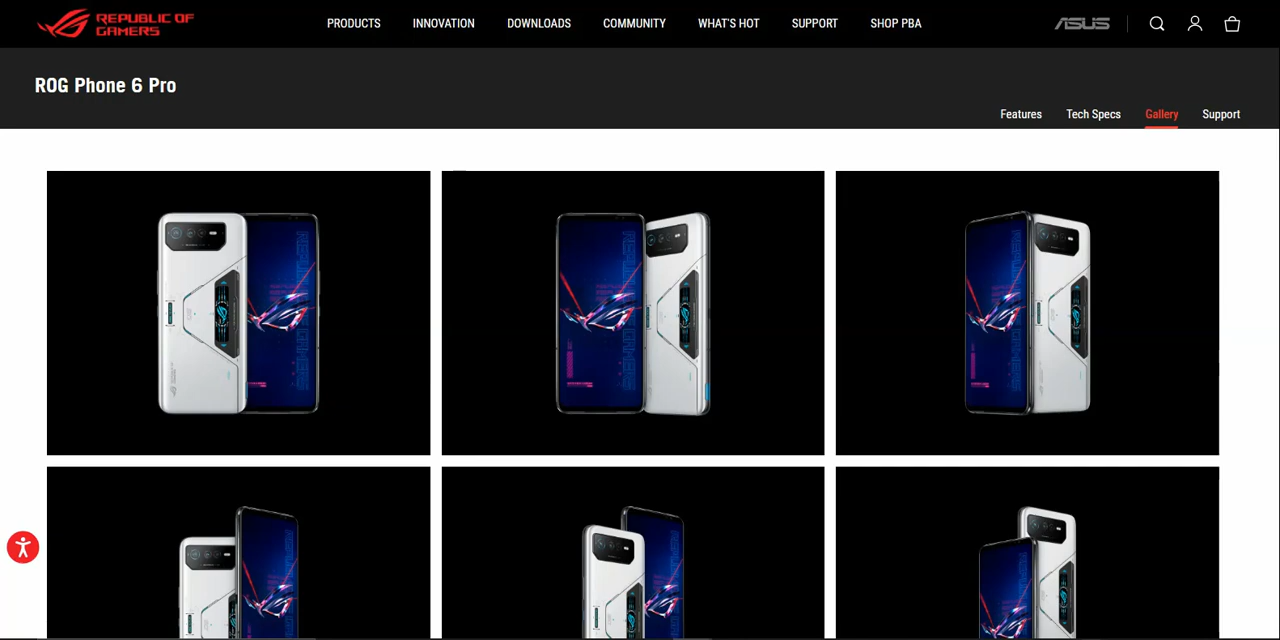 REPUBLIC OF
GAMERS
PRODUCTS INNOVATION DOWNLOADS COMMUNITY WHAT'S HOT SUPPORT SHOP PBA
ASUS
ROG Phone 6 Pro
Features Tech Specs Gallery Support